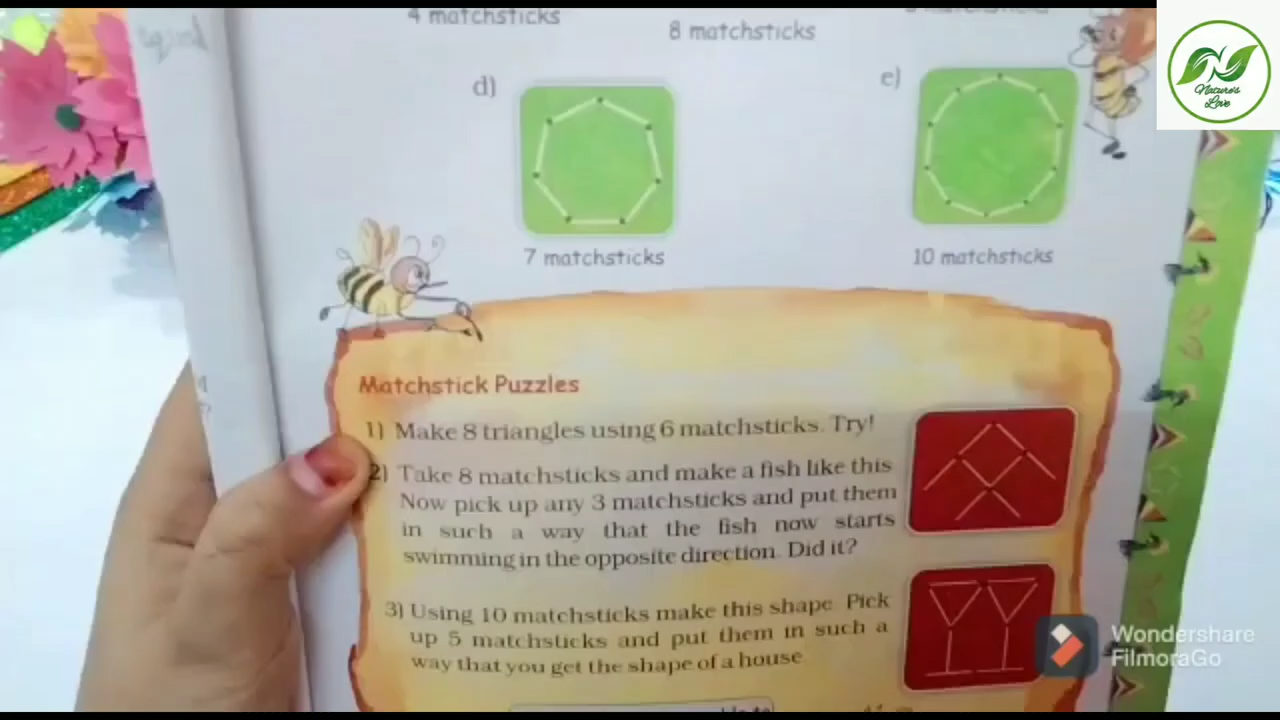 4 matchsticks
8 matchsticks
d)
e)
7 matchsticks
10 matchsticks
Nature's
Love
Matchstick Puzzles
1) Make 8 triangles using 6 matchsticks. Try!
2) Take 8 matchsticks and make a fish like this
Now pick up any 3 matchsticks and put them
in such a way that the fish now starts
swimming in the opposite direction. Did it?
3) Using 10 matchsticks make this shape. Pick
up 5 matchsticks and put them in such a
way that you get the shape of a house
Wondershare
FilmoraGo